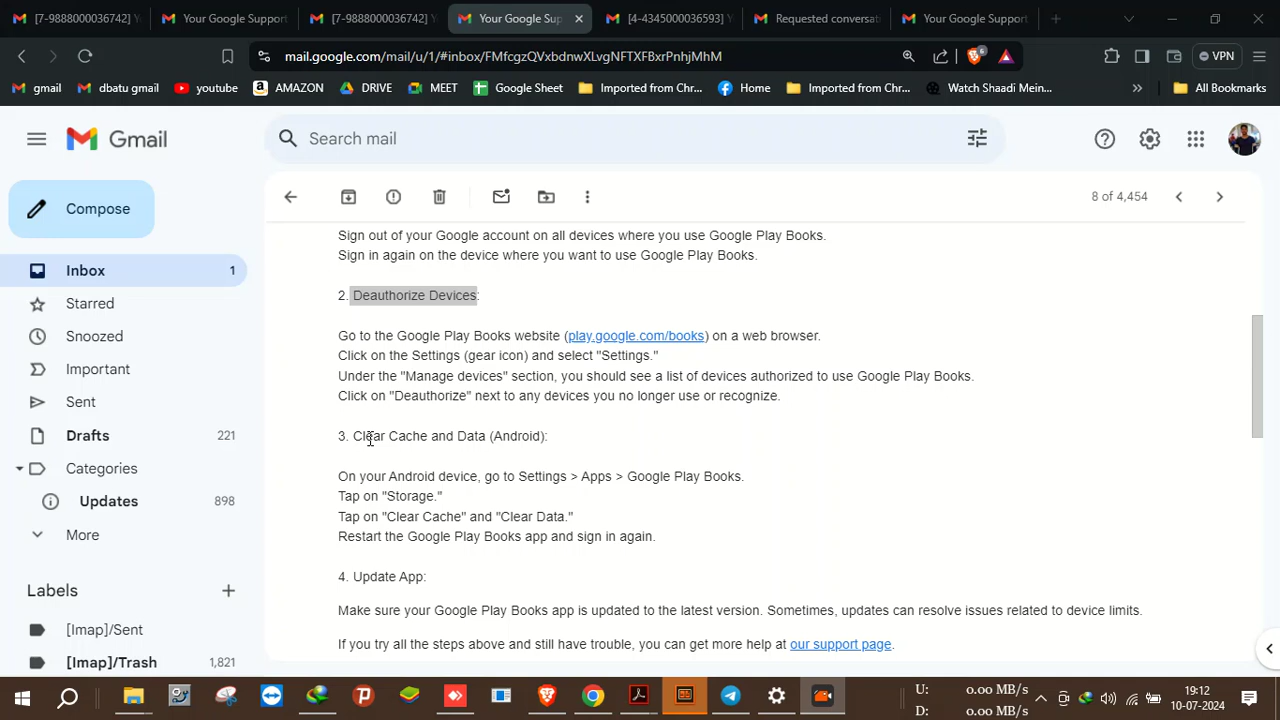 [7-9888000036742] Y
Your Google Support
[7-9888000036742] Y
Your Google Sup
[4-4345000036593] Y
Requested conversat
Your Google Support
mail.google.com/mail/u/1/#inbox/FMfcgzQVxbdnwXLvgNFTXFBxrPnhjMhM
6
VPN
gmail
dbatu gmail
youtube
AMAZON
DRIVE
MEET
Google Sheet
Imported from Chr...
Home
Imported from Chr...
Watch Shaadi Mein...
All Bookmarks
Gmail
Search mail
Compose
8 of 4,454
Inbox 1
Starred
Snoozed
Important
Sent
Drafts 221
Categories
Updates 898
More
Labels
[Imap]/Sent
[Imap]/Trash 1,821
Sign out of your Google account on all devices where you use Google Play Books.
Sign in again on the device where you want to use Google Play Books.
2. Deauthorize Devices:
Go to the Google Play Books website (play.google.com/books) on a web browser.
Click on the Settings (gear icon) and select "Settings."
Under the "Manage devices" section, you should see a list of devices authorized to use Google Play Books.
Click on "Deauthorize" next to any devices you no longer use or recognize.
3. Clear Cache and Data (Android):
On your Android device, go to Settings > Apps > Google Play Books.
Tap on "Storage."
Tap on "Clear Cache" and "Clear Data."
Restart the Google Play Books app and sign in again.
4. Update App:
Make sure your Google Play Books app is updated to the latest version. Sometimes, updates can resolve issues related to device limits.
If you try all the steps above and still have trouble, you can get more help at our support page.
U: 0.00 MB/s
D: 0.00 MB/s
19:12
10-07-2024